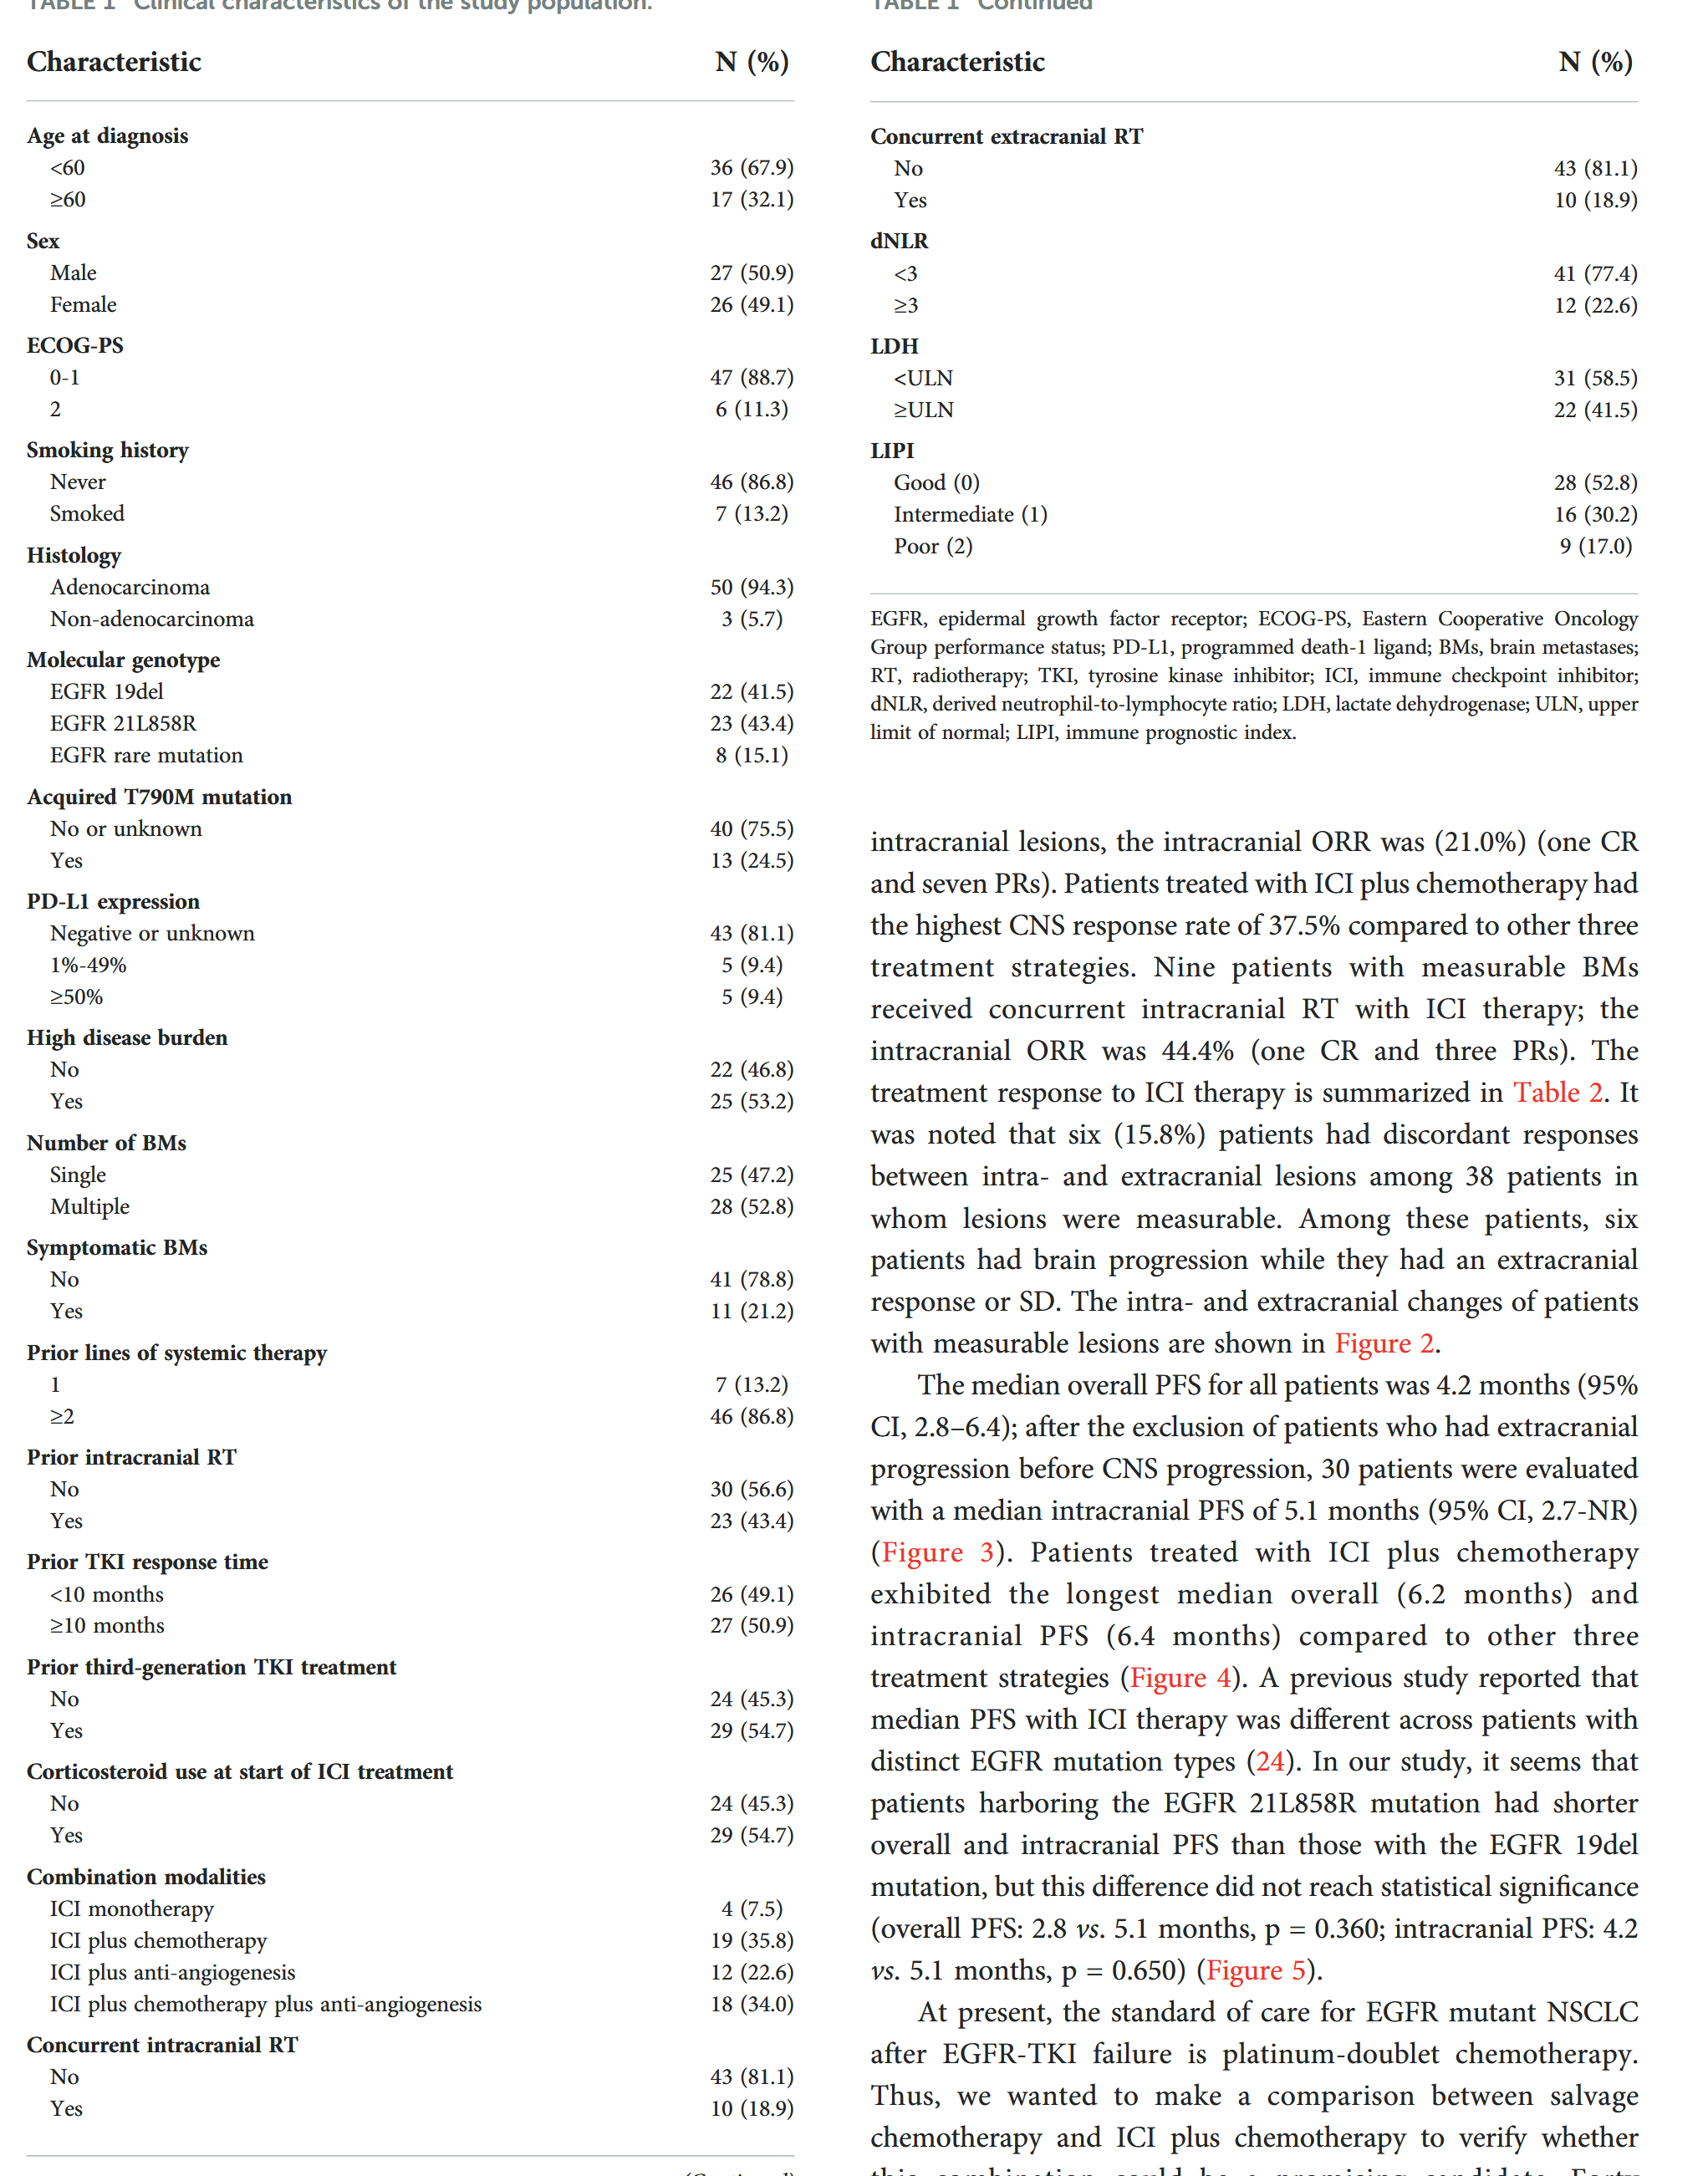 TABLE 1 Clinical characteristics of the study population.
Characteristic N (%)
Age at diagnosis
<60 36 (67.9)
≥60 17 (32.1)
Sex
Male 27 (50.9)
Female 26 (49.1)
ECOG-PS
0-1 47 (88.7)
2 6 (11.3)
Smoking history
Never 46 (86.8)
Smoked 7 (13.2)
Histology
Adenocarcinoma 50 (94.3)
Non-adenocarcinoma 3 (5.7)
Molecular genotype
EGFR 19del 22 (41.5)
EGFR 21L858R 23 (43.4)
EGFR rare mutation 8 (15.1)
Acquired T790M mutation
No or unknown 40 (75.5)
Yes 13 (24.5)
PD-L1 expression
Negative or unknown 43 (81.1)
1%-49% 5 (9.4)
≥50% 5 (9.4)
High disease burden
No 22 (46.8)
Yes 25 (53.2)
Number of BMs
Single 25 (47.2)
Multiple 28 (52.8)
Symptomatic BMs
No 41 (78.8)
Yes 11 (21.2)
Prior lines of systemic therapy
1 7 (13.2)
≥2 46 (86.8)
Prior intracranial RT
No 30 (56.6)
Yes 23 (43.4)
Prior TKI response time
<10 months 26 (49.1)
≥10 months 27 (50.9)
Prior third-generation TKI treatment
No 24 (45.3)
Yes 29 (54.7)
Corticosteroid use at start of ICI treatment
No 24 (45.3)
Yes 29 (54.7)
Combination modalities
ICI monotherapy 4 (7.5)
ICI plus chemotherapy 19 (35.8)
ICI plus anti-angiogenesis 12 (22.6)
ICI plus chemotherapy plus anti-angiogenesis 18 (34.0)
Concurrent intracranial RT
No 43 (81.1)
Yes 10 (18.9)
(Continued)
TABLE 1 Continued
Characteristic N (%)
Concurrent extracranial RT
No 43 (81.1)
Yes 10 (18.9)
dNLR
<3 41 (77.4)
≥3 12 (22.6)
LDH
<ULN 31 (58.5)
≥ULN 22 (41.5)
LIPI
Good (0) 28 (52.8)
Intermediate (1) 16 (30.2)
Poor (2) 9 (17.0)
EGFR, epidermal growth factor receptor; ECOG-PS, Eastern Cooperative Oncology
Group performance status; PD-L1, programmed death-1 ligand; BMs, brain metastases;
RT, radiotherapy; TKI, tyrosine kinase inhibitor; ICI, immune checkpoint inhibitor;
dNLR, derived neutrophil-to-lymphocyte ratio; LDH, lactate dehydrogenase; ULN, upper
limit of normal; LIPI, immune prognostic index.
intracranial lesions, the intracranial ORR was (21.0%) (one CR
and seven PRs). Patients treated with ICI plus chemotherapy had
the highest CNS response rate of 37.5% compared to other three
treatment strategies. Nine patients with measurable BMs
received concurrent intracranial RT with ICI therapy; the
intracranial ORR was 44.4% (one CR and three PRs). The
treatment response to ICI therapy is summarized in Table 2. It
was noted that six (15.8%) patients had discordant responses
between intra- and extracranial lesions among 38 patients in
whom lesions were measurable. Among these patients, six
patients had brain progression while they had an extracranial
response or SD. The intra- and extracranial changes of patients
with measurable lesions are shown in Figure 2.
The median overall PFS for all patients was 4.2 months (95%
CI, 2.8–6.4); after the exclusion of patients who had extracranial
progression before CNS progression, 30 patients were evaluated
with a median intracranial PFS of 5.1 months (95% CI, 2.7-NR)
(Figure 3). Patients treated with ICI plus chemotherapy
exhibited the longest median overall (6.2 months) and
intracranial PFS (6.4 months) compared to other three
treatment strategies (Figure 4). A previous study reported that
median PFS with ICI therapy was different across patients with
distinct EGFR mutation types (24). In our study, it seems that
patients harboring the EGFR 21L858R mutation had shorter
overall and intracranial PFS than those with the EGFR 19del
mutation, but this difference did not reach statistical significance
(overall PFS: 2.8 vs. 5.1 months, p = 0.360; intracranial PFS: 4.2
vs. 5.1 months, p = 0.650) (Figure 5).
At present, the standard of care for EGFR mutant NSCLC
after EGFR-TKI failure is platinum-doublet chemotherapy.
Thus, we wanted to make a comparison between salvage
chemotherapy and ICI plus chemotherapy to verify whether
this combination could be a promising candidate. Forty